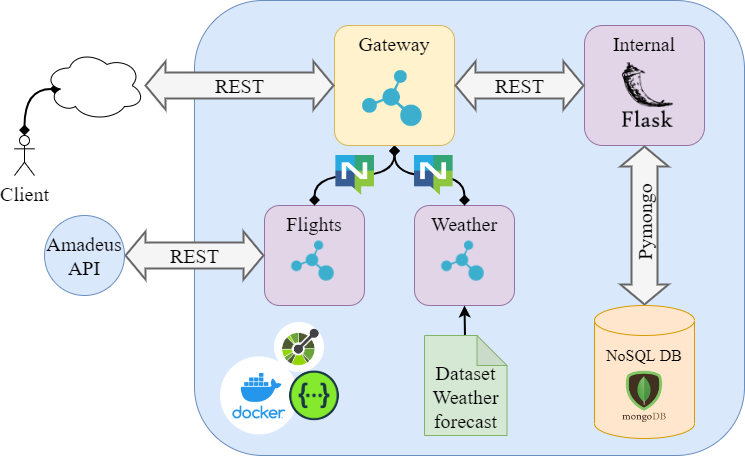 Gateway
Internal
Flask
REST
REST
Client
N
N
Flights
Weather
Amadeus
API
REST
Pymongo
Dataset
Weather
forecast
NoSQL DB
mongoDB
docker
{···}